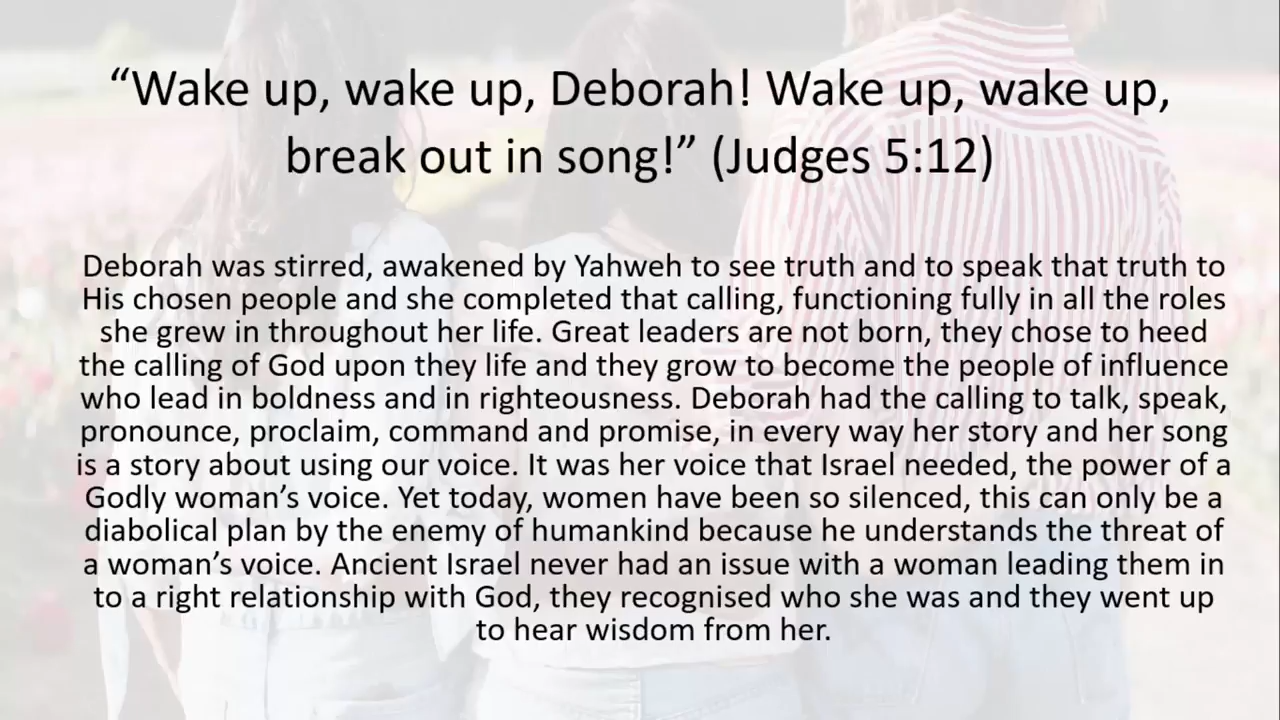 “Wake up, wake up, Deborah! Wake up, wake up,
break out in song!” (Judges 5:12)
Deborah was stirred, awakened by Yahweh to see truth and to speak that truth to
His chosen people and she completed that calling, functioning fully in all the roles
she grew in throughout her life. Great leaders are not born, they chose to heed
the calling of God upon they life and they grow to become the people of influence
who lead in boldness and in righteousness. Deborah had the calling to talk, speak,
pronounce, proclaim, command and promise, in every way her story and her song
is a story about using our voice. It was her voice that Israel needed, the power of a
Godly woman’s voice. Yet today, women have been so silenced, this can only be a
diabolical plan by the enemy of humankind because he understands the threat of
a woman’s voice. Ancient Israel never had an issue with a woman leading them in
to a right relationship with God, they recognised who she was and they went up
to hear wisdom from her.